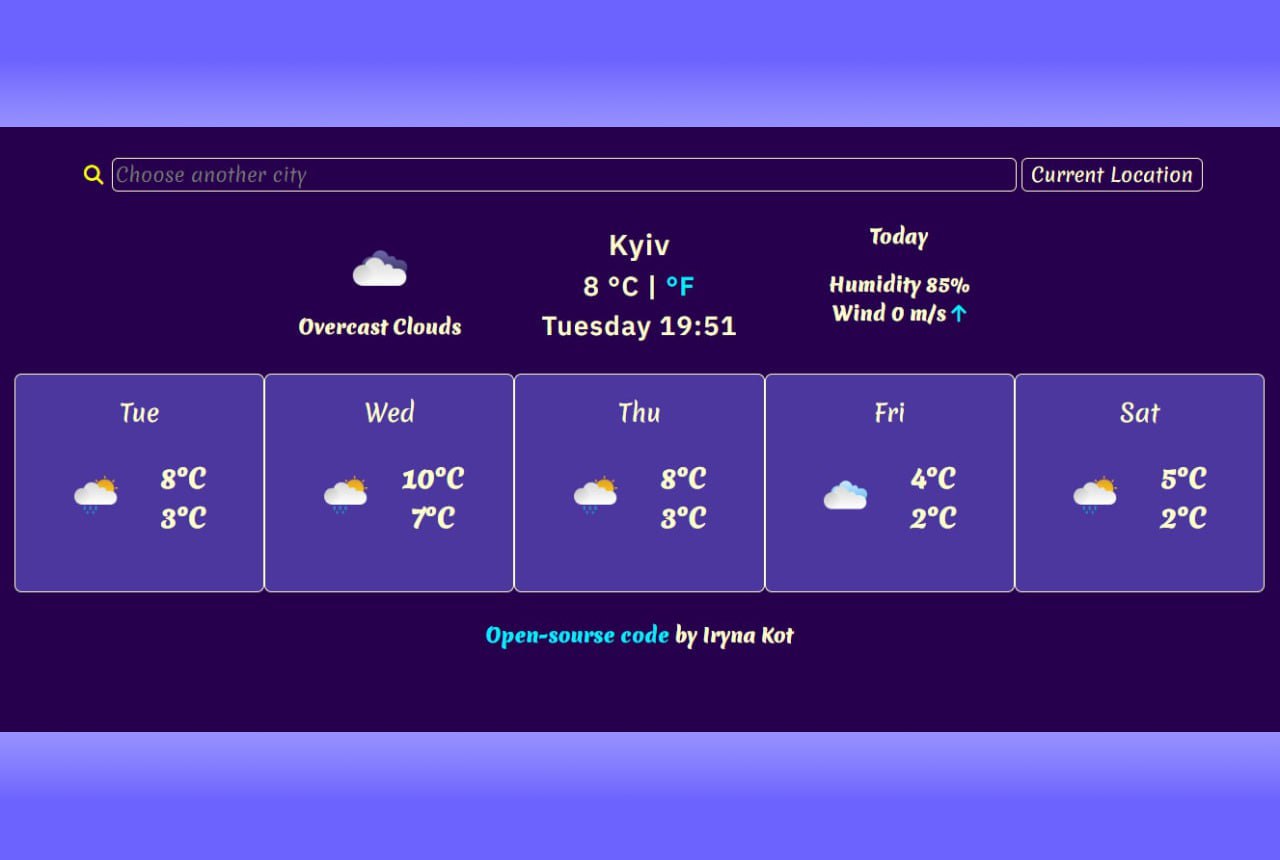 Choose another city
Current Location
Overcast Clouds
Kyiv
8 °C | °F
Tuesday 19:51
Today
Humidity 85%
Wind 0 m/s ↑
Tue
8°C
3°C
Wed
10°C
7°C
Thu
8°C
3°C
Fri
4°C
2°C
Sat
5°C
2°C
Open-sourse code by Iryna Kot